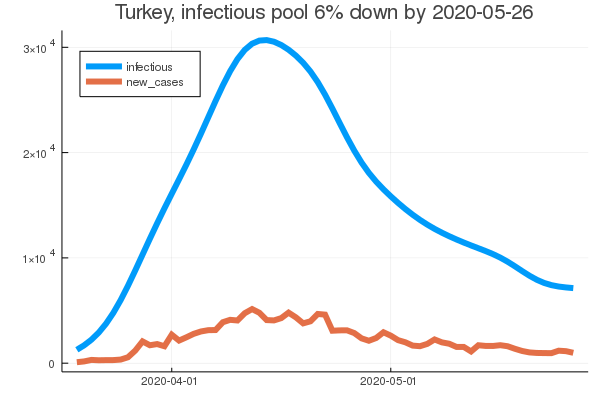 Turkey, infectious pool 6% down by 2020-05-26
3×10 4
infectious
new_cases
2×10 4
1×10 4
0
2020-04-01
2020-05-01